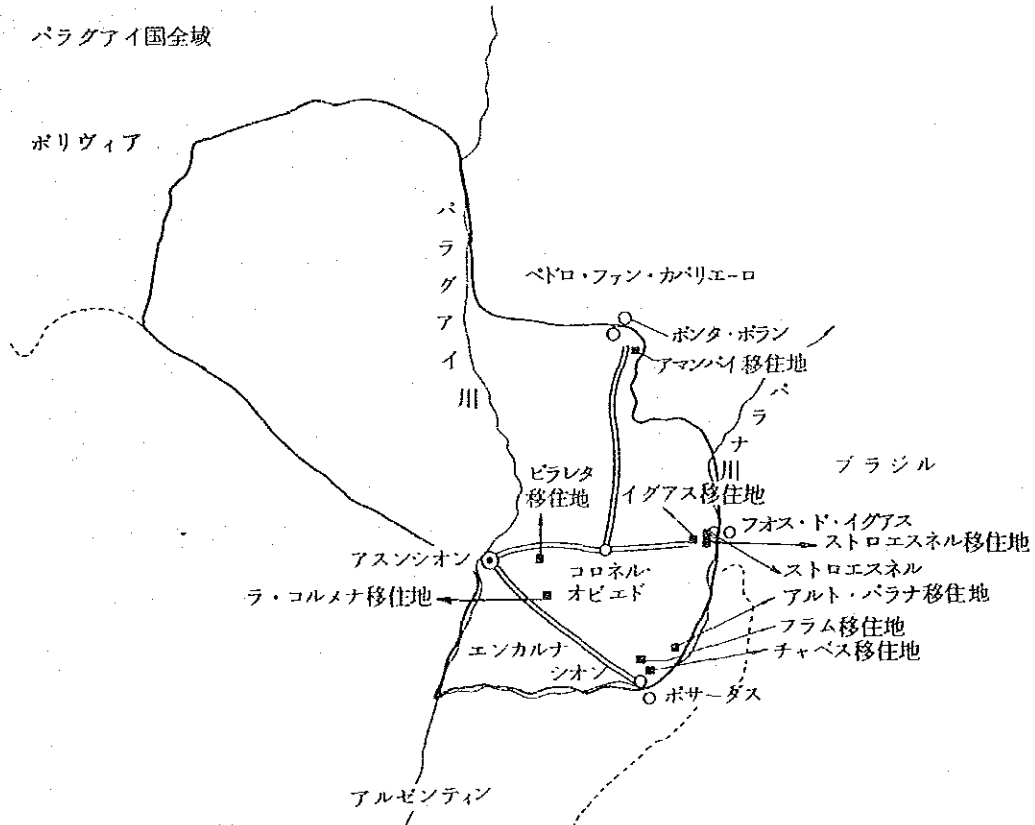 パラグアイ国全域
ボリヴィア
パラグアイ川
ペドロ・ファン・カバリエーロ
ポンタ・ポラン
アマンバイ移住地
パラナ川
ブラジル
ピラレタ
移住地
イグアス移住地
フォス・ド・イグアス
ストロエスネル移住地
アスンシオン
コロネル・
オビエド
ストロエスネル
ラ・コルメナ移住地
アルト・パラナ移住地
フラム移住地
エンカルナ
シオン
チャベス移住地
ポサーダス
アルゼンティン